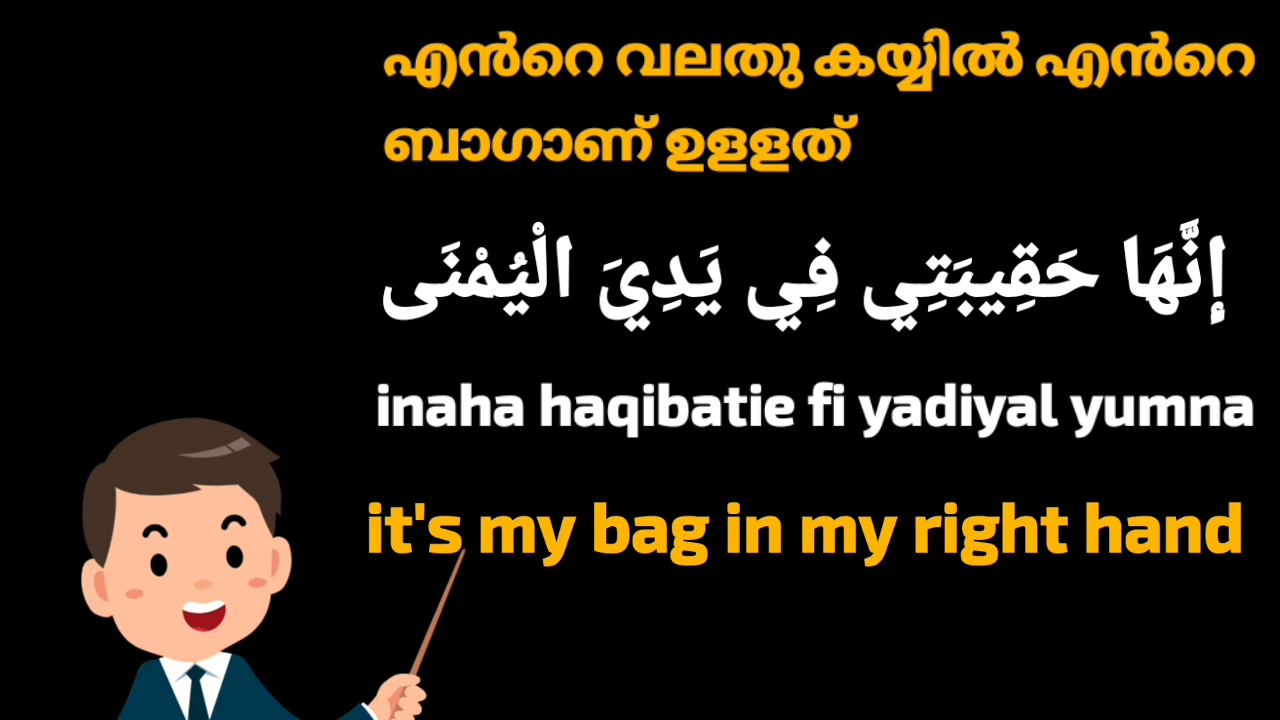 എൻറെ വലതു കയ്യിൽ എൻറെ
ബാഗാണ് ഉളളത്
إِنَّهَا حَقِيبَتِي فِي يَدِيَ الْيُمْنَى
inaha haqibatie fi yadiyal yumna
it's my bag in my right hand